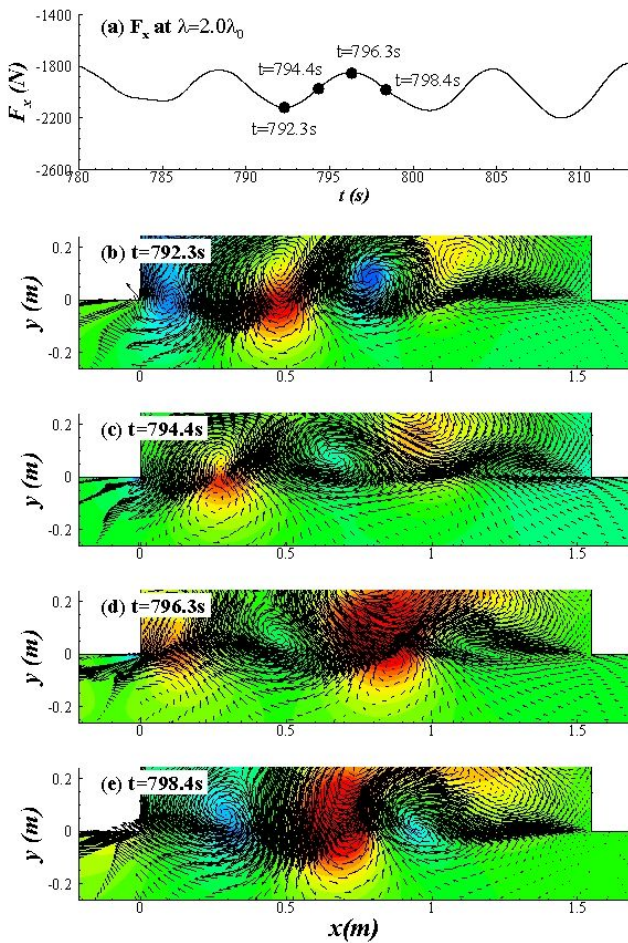 -1400
(a) Fx at λ=2.0λ0
-1800
t=796.3s
t=794.4s
t=798.4s
Fx (N)
-2200
t=792.3s
-2600
780 785 790 795 800 805 810
t (s)
0.2
(b) t=792.3s
y (m)
0
-0.2
0 0.5 1 1.5
0.2
(c) t=794.4s
y (m)
0
-0.2
0 0.5 1 1.5
0.2
(d) t=796.3s
y (m)
0
-0.2
0 0.5 1 1.5
0.2
(e) t=798.4s
y (m)
0
-0.2
0 0.5 1 1.5
x(m)